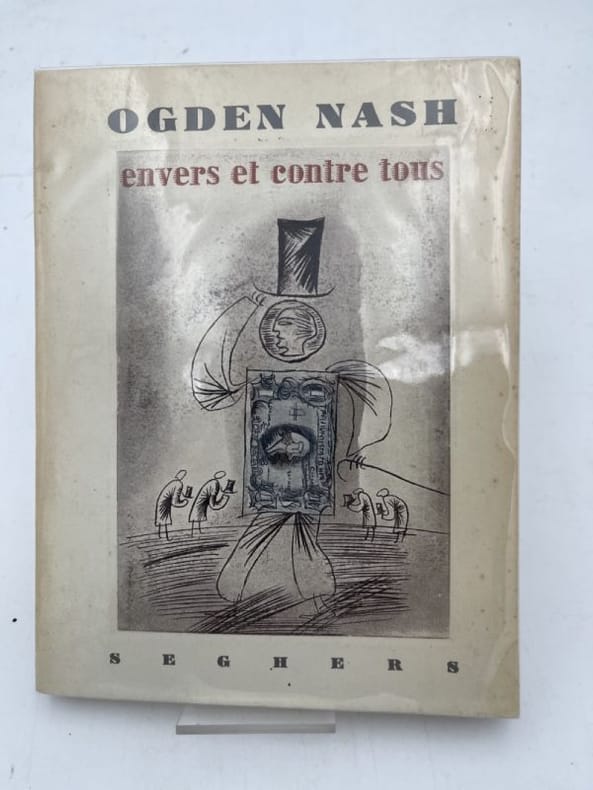 OGDEN NASH
envers et contre tous
SEGHERS